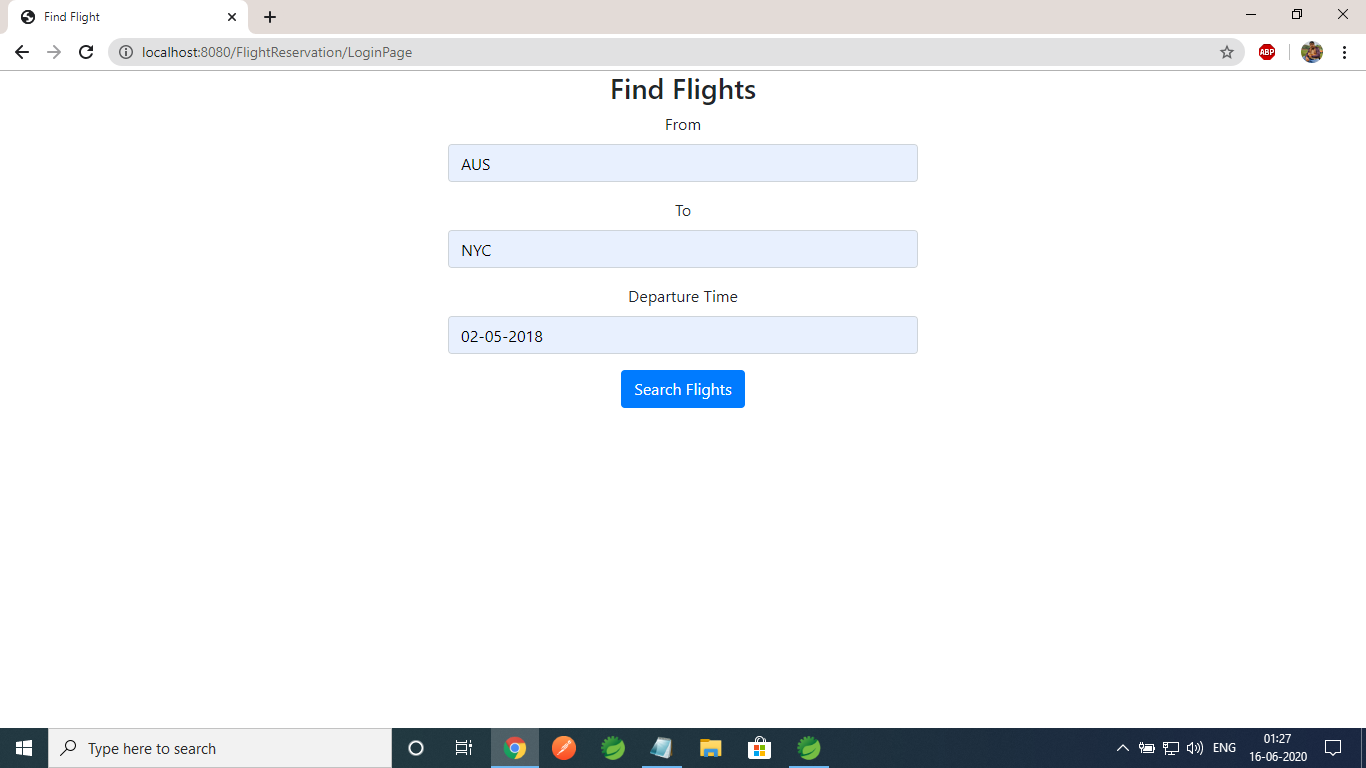 Find Flight
localhost:8080/FlightReservation/LoginPage
ABP
Find Flights
From
AUS
To
NYC
Departure Time
02-05-2018
Search Flights
Type here to search
ENG
01:27
16-06-2020